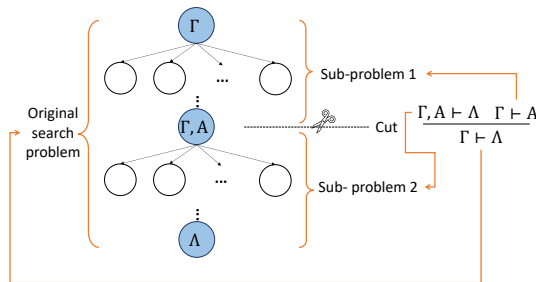 Γ
...
Sub-problem 1
Original
search
problem
Γ, A
Cut
Γ, A ⊢ Λ Γ ⊢ A
Γ ⊢ Λ
...
Sub- problem 2
Λ